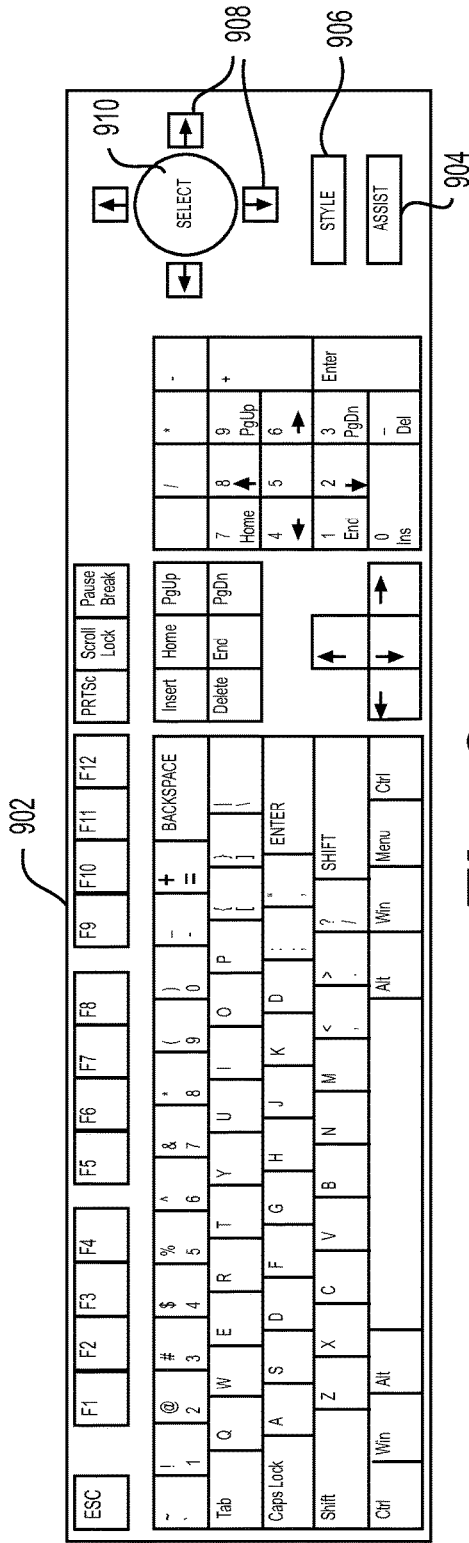 902
ESC F1 F2 F3 F4 F5 F6 F7 F8 F9 F10 F11 F12 PRTSc Scroll Lock Pause Break
910
908
~ ! @ # $ % ^ & * ( ) _ +
` 1 2 3 4 5 6 7 8 9 0 - = BACKSPACE
Insert Home PgUp
/ * -
Tab Q W E R T Y U I O P { [ } ] | \
Delete End PgDn
7 Home 8 9 PgUp +
SELECT
Caps Lock A S D F G H J K D : ; " , ENTER
4 5 6
Shift Z X C V B N M < , > . ? / SHIFT
1 End 2 3 PgDn Enter
STYLE
906
Ctrl Win Alt Alt Win Menu Ctrl
0 Ins - Del
ASSIST
904